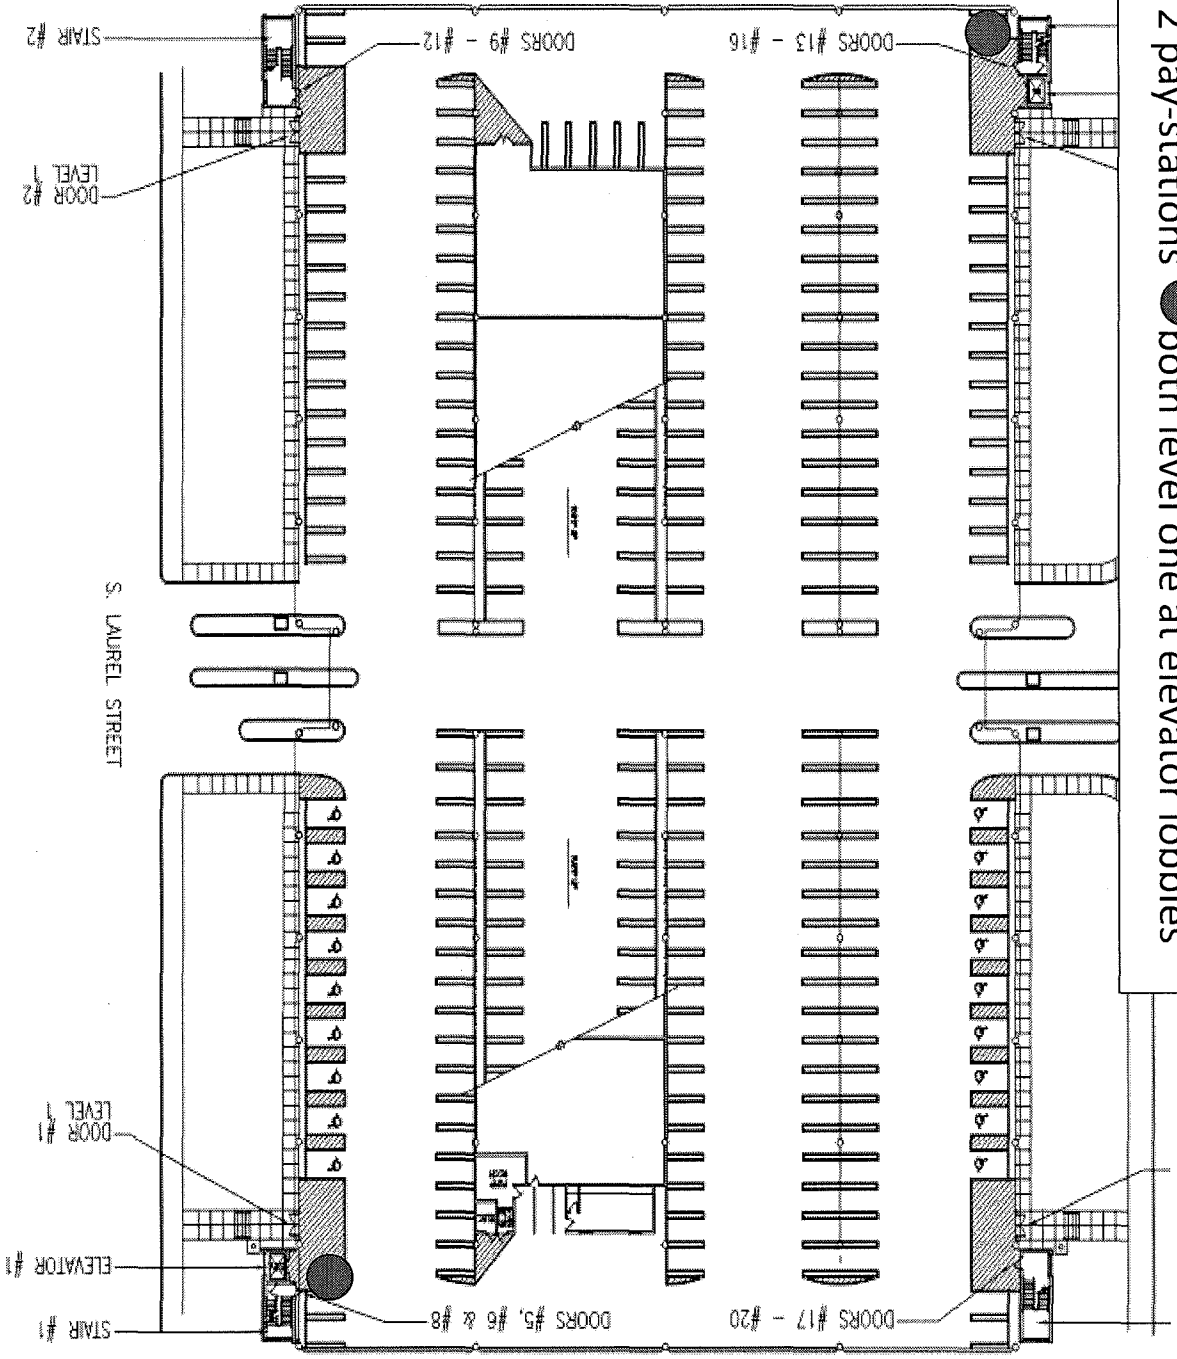 2 pay-stations both level one at elevator lobbies
STAIR #2
DOORS #9 - #12
DOORS #13 - #16
DOOR #2
LEVEL 1
S. LAUREL STREET
DOOR #1
LEVEL 1
ELEVATOR #1
STAIR #1
DOORS #5, #6 & #8
DOORS #17 - #20